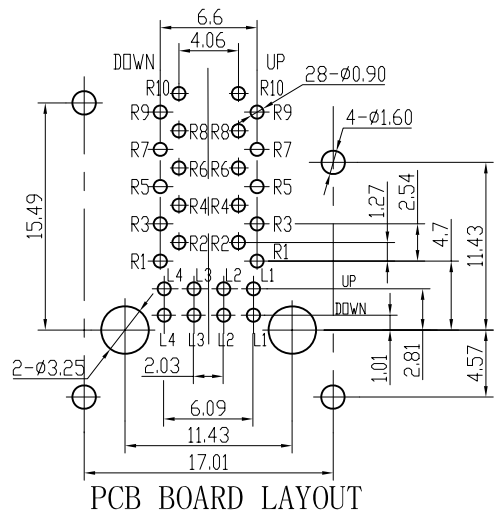 6.6
4.06
DOWN UP
28-Ø0.90
R10 R10
R9 R9
4-Ø1.60
R8 R8
R7 R7
R6 R6
R5 R5
R4 R4
R3 R3
R2 R2
R1 R1
15.49
1.27
2.54
4.7
11.43
L4 L3 L2 L1
UP
DOWN
L4 L3 L2 L1
2-Ø3.25
2.03
1.01
2.81
4.57
6.09
11.43
17.01
PCB BOARD LAYOUT